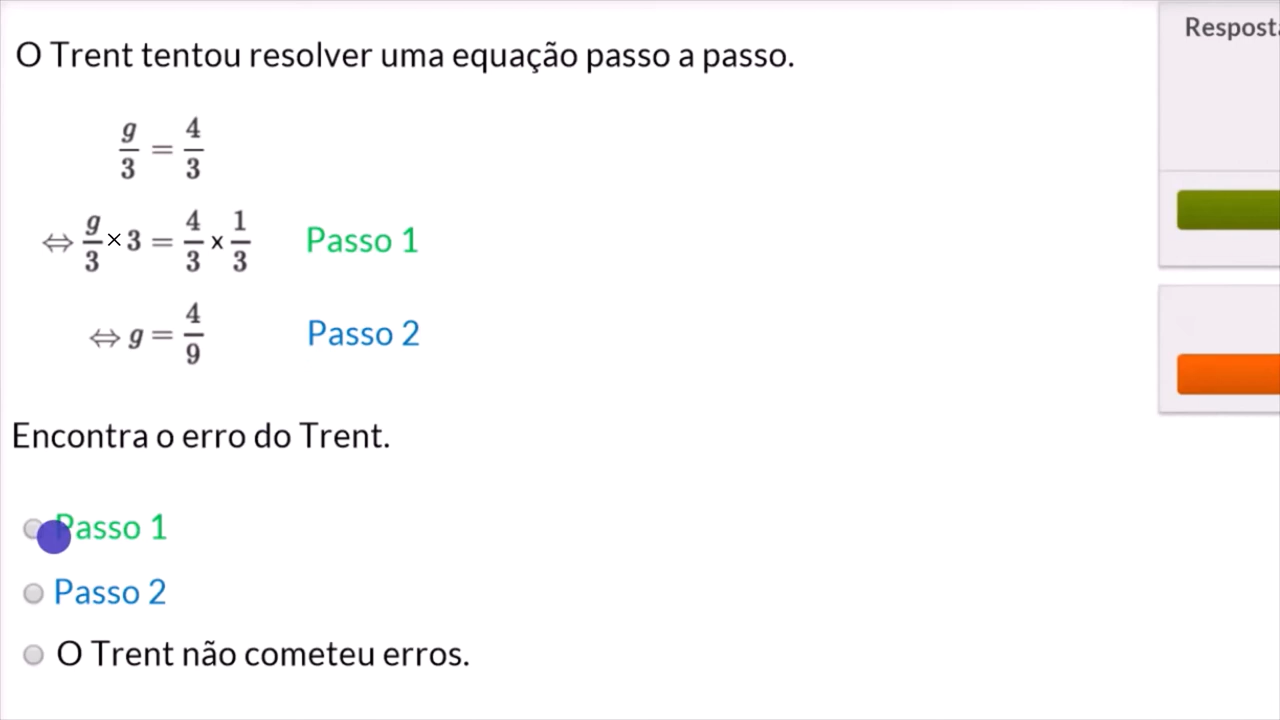 Respost
O Trent tentou resolver uma equação passo a passo.
g/3 = 4/3
⇔ g/3 × 3 = 4/3 x 1/3 Passo 1
⇔ g = 4/9 Passo 2
Encontra o erro do Trent.
Passo 1
Passo 2
O Trent não cometeu erros.